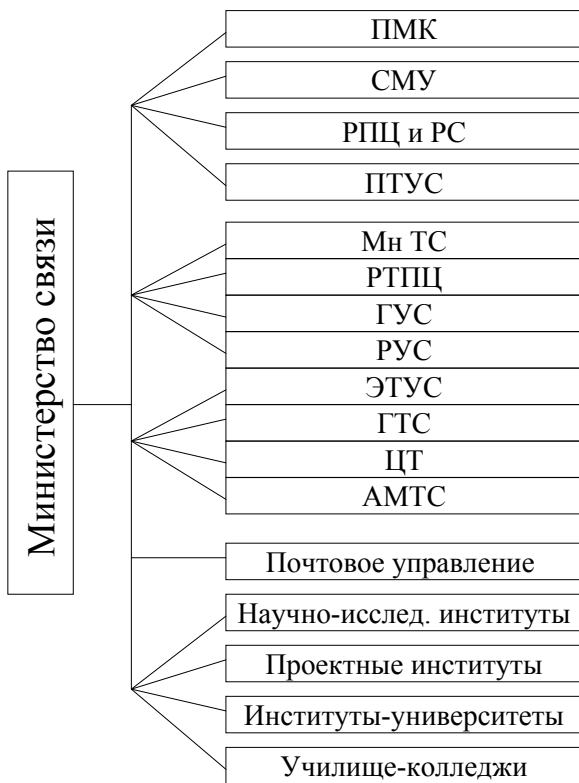 Министерство связи
ПМК
СМУ
РПЦ и РС
ПТУС
Мн ТС
РТПЦ
ГУС
РУС
ЭТУС
ГТС
ЦТ
АМТС
Почтовое управление
Научно-исслед. институты
Проектные институты
Институты-университеты
Училище-колледжи